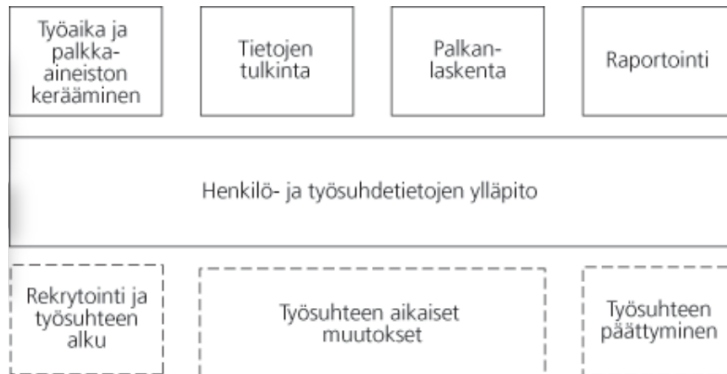 Työaika ja
palkka-
aineiston
kerääminen
Tietojen
tulkinta
Palkan-
laskenta
Raportointi
Henkilö- ja työsuhdetietojen ylläpito
Rekrytointi ja
työsuhteen
alku
Työsuhteen aikaiset
muutokset
Työsuhteen
päättyminen